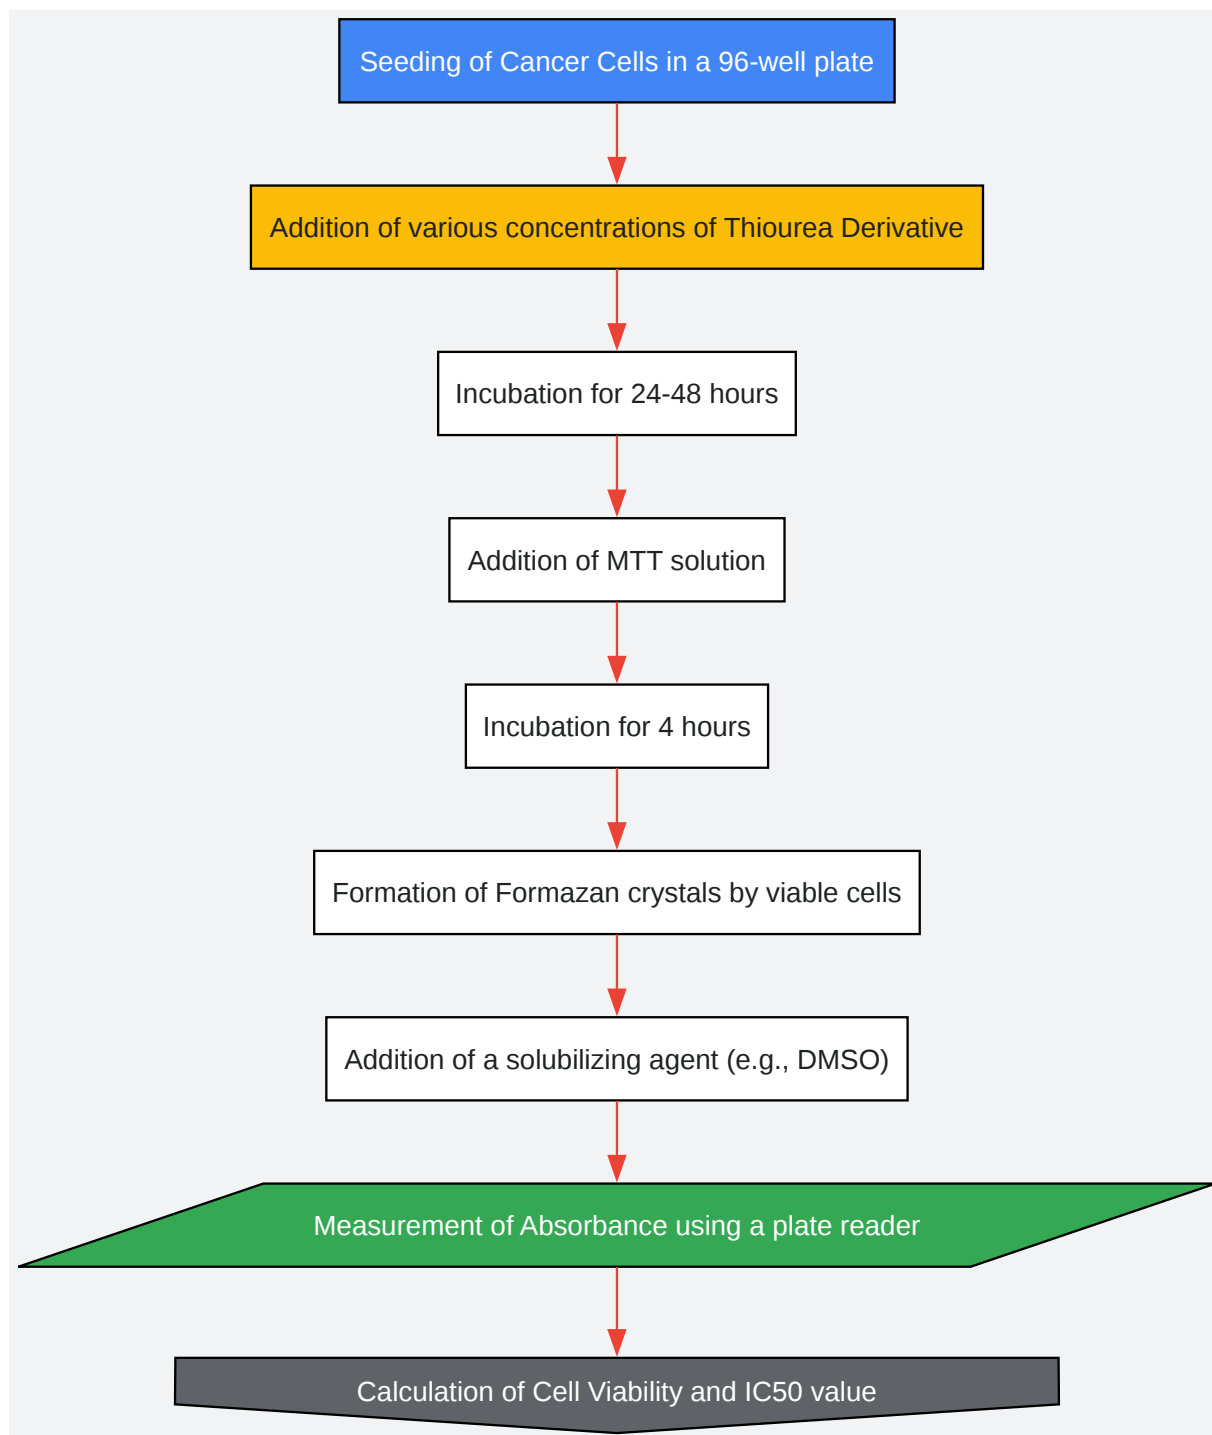 Seeding of Cancer Cells in a 96-well plate
Addition of various concentrations of Thiourea Derivative
Incubation for 24-48 hours
Addition of MTT solution
Incubation for 4 hours
Formation of Formazan crystals by viable cells
Addition of a solubilizing agent (e.g., DMSO)
Measurement of Absorbance using a plate reader
Calculation of Cell Viability and IC50 value